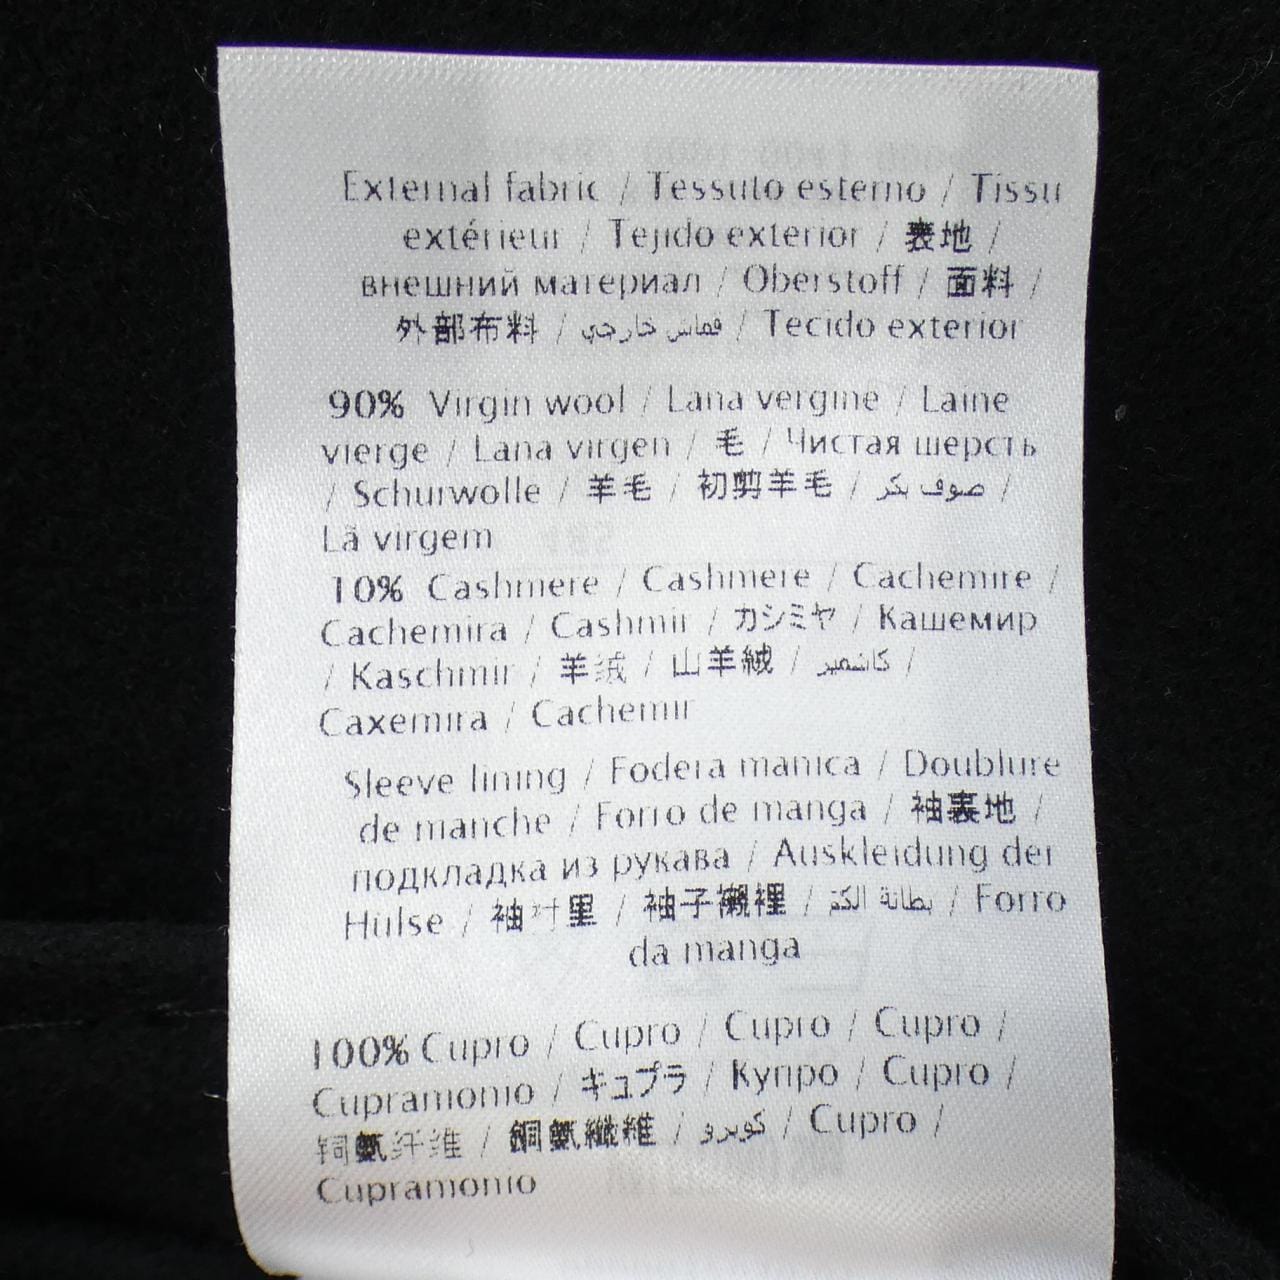 External fabric / Tessuto esterno / Tissu
extérieur / Tejido exterior / 表地 /
внешний материал / Oberstoff / 面料 /
外部布料 / قماش خارجي / Tecido exterior
90% Virgin wool / Lana vergine / Laine
vierge / Lana virgen / 毛 / Чистая шерсть
/ Schurwolle / 羊毛 / 初剪羊毛 / صوف بكر /
Lã virgem
10% Cashmere / Cashmere / Cachemire /
Cachemira / Cashmir / カシミヤ / Кашемир
/ Kaschmir / 羊绒 / 山羊絨 / كاشمير /
Caxemira / Cachemir
Sleeve lining / Fodera manica / Doublure
de manche / Forro de manga / 袖裏地 /
подкладка из рукава / Auskleidung der
Hülse / 袖衬里 / 袖子襯裡 / بطانة الكم / Forro
da manga
100% Cupro / Cupro / Cupro / Cupro /
Cupramonio / キュプラ / Купро / Cupro /
铜氨纤维 / 銅氨纖維 / كوبرو / Cupro /
Cupramonio